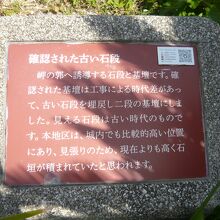 確認された古い石段
岬の郭へ誘導する石段と基壇です。確
認された基壇は工事による時代差があっ
て、古い石段を埋戻し二段の基壇にしま
した。見える石段は古い時代のものです。
本地区は、城内でも比較的高い位置
にあり、見張りのため、現在よりも高く石
垣が積まれていたと思われます。